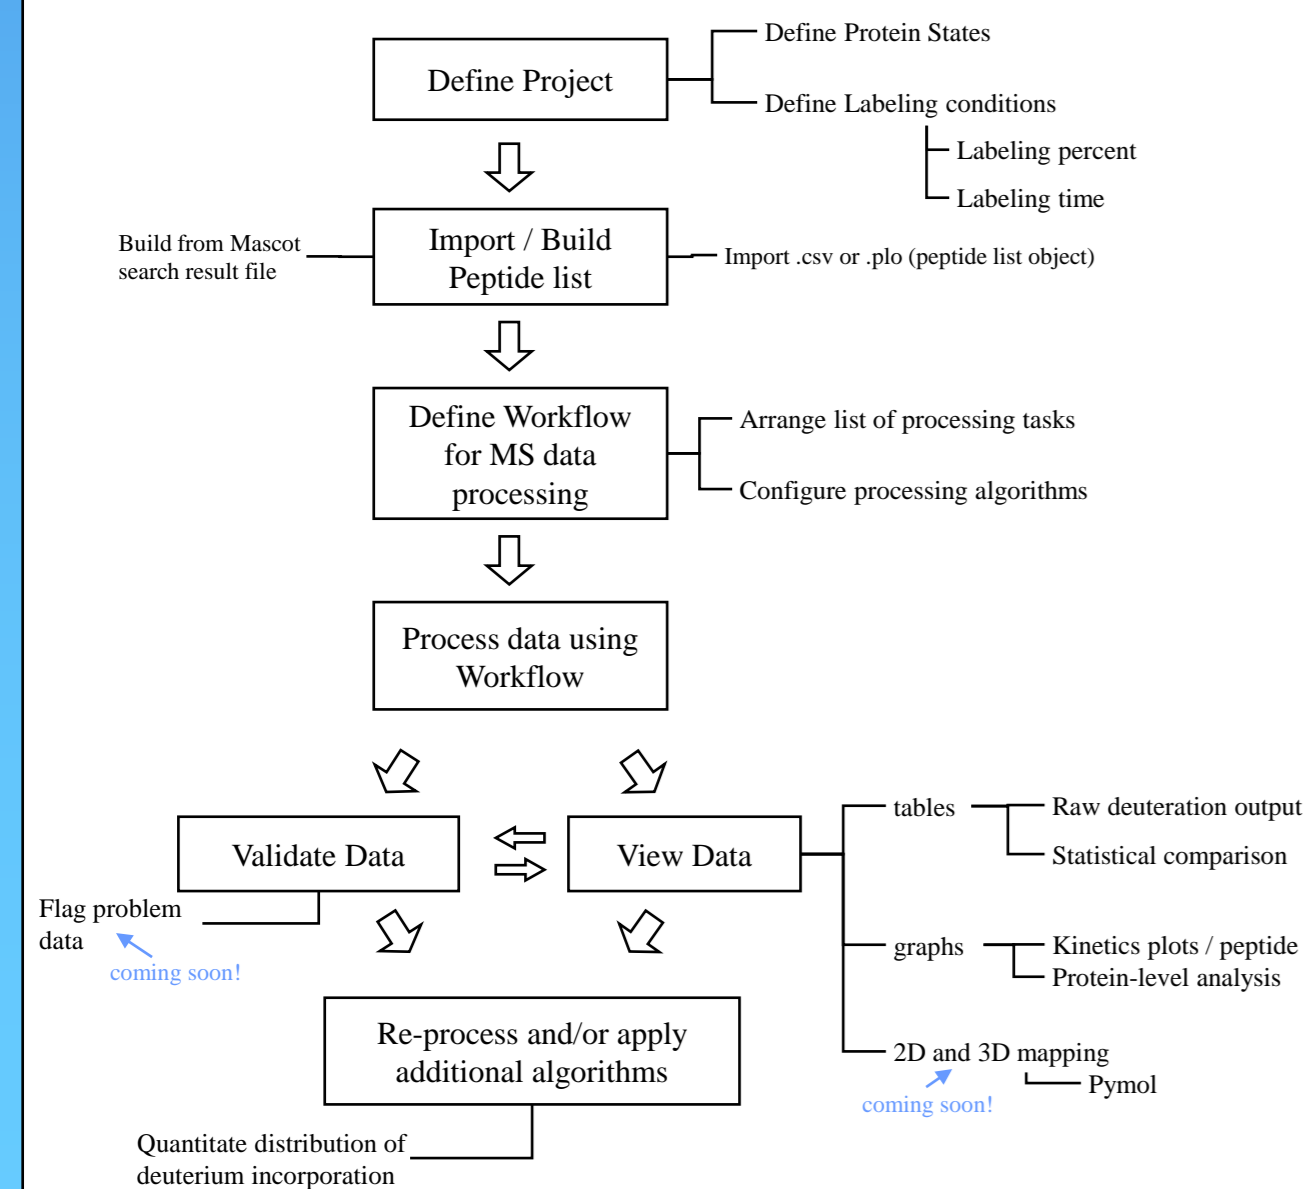 Define Project
Define Protein States
Define Labeling conditions
Labeling percent
Labeling time
Build from Mascot
search result file
Import / Build
Peptide list
Import .csv or .plo (peptide list object)
Define Workflow
for MS data
processing
Arrange list of processing tasks
Configure processing algorithms
Process data using
Workflow
Validate Data
View Data
Flag problem
data
coming soon!
tables
Raw deuteration output
Statistical comparison
graphs
Kinetics plots / peptide
Protein-level analysis
2D and 3D mapping
coming soon!
Pymol
Re-process and/or apply
additional algorithms
Quantitate distribution of
deuterium incorporation